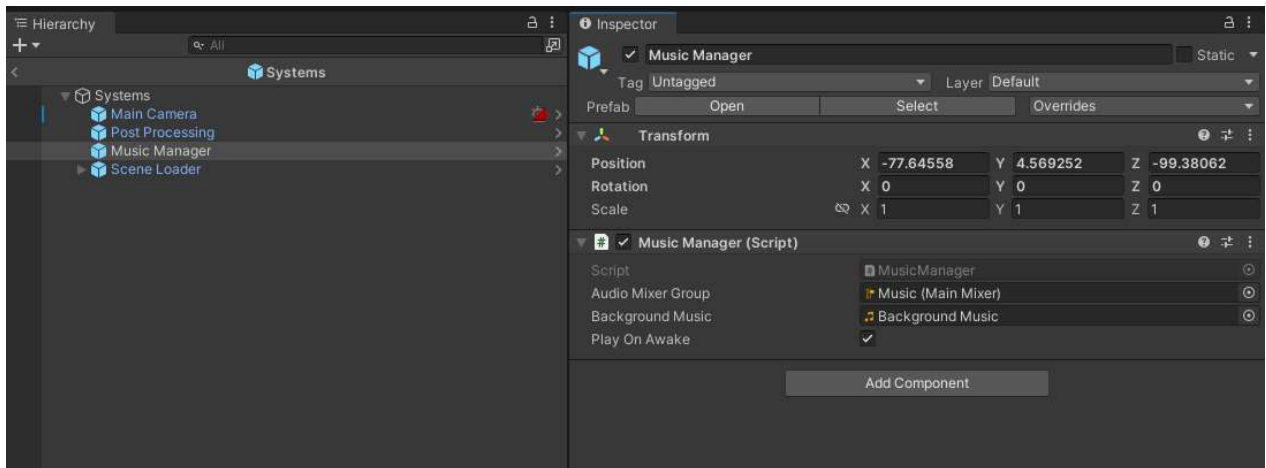 Hierarchy
All
Systems
Systems
Main Camera
Post Processing
Music Manager
Scene Loader
Inspector
Music Manager Static
Tag Untagged Layer Default
Prefab Open Select Overrides
Transform
Position X -77.64558 Y 4.569252 Z -99.38062
Rotation X 0 Y 0 Z 0
Scale X 1 Y 1 Z 1
# Music Manager (Script)
Script MusicManager
Audio Mixer Group Music (Main Mixer)
Background Music Background Music
Play On Awake
Add Component